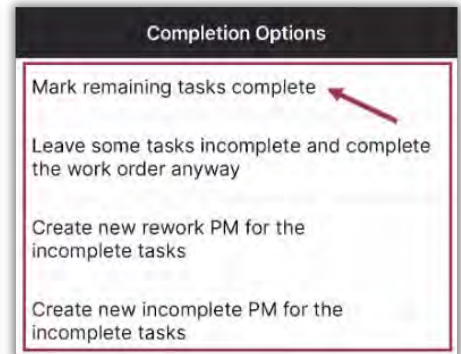 Completion Options
Mark remaining tasks complete
Leave some tasks incomplete and complete
the work order anyway
Create new rework PM for the
incomplete tasks
Create new incomplete PM for the
incomplete tasks